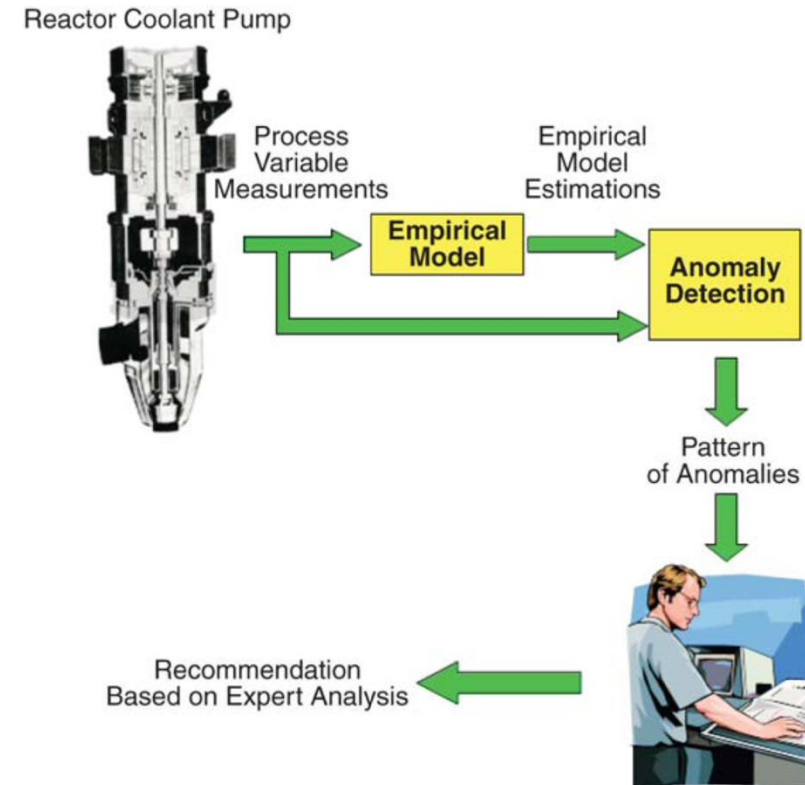 Reactor Coolant Pump
Process
Variable
Measurements
Empirical
Model
Empirical
Model
Estimations
Anomaly
Detection
Pattern
of Anomalies
Recommendation
Based on Expert Analysis